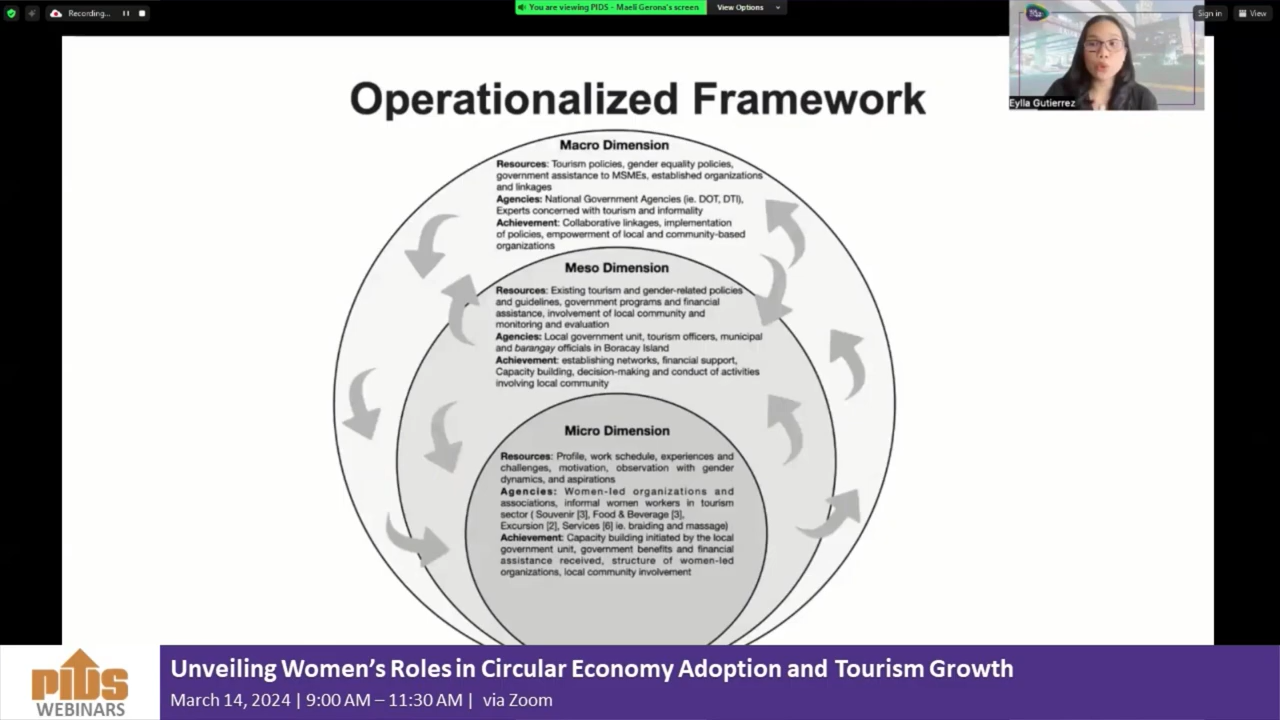 Recording...
You are viewing PIDS - Maeli Gerona's screen
View Options
Sign in
View
Eylla Gutierrez
Operationalized Framework
Macro Dimension
Resources: Tourism policies, gender equality policies,
government assistance to MSMEs, established organizations
and linkages
Agencies: National Government Agencies (ie. DOT, DTI),
Experts concerned with tourism and informality
Achievement: Collaborative linkages, implementation
of policies, empowerment of local and community-based
organizations
Meso Dimension
Resources: Existing tourism and gender-related policies
and guidelines, government programs and financial
assistance, involvement of local community and
monitoring and evaluation
Agencies: Local government unit, tourism officers, municipal
and barangay officials in Boracay Island
Achievement: establishing networks, financial support,
Capacity building, decision-making and conduct of activities
involving local community
Micro Dimension
Resources: Profile, work schedule, experiences and
challenges, motivation, observation with gender
dynamics, and aspirations
Agencies: Women-led organizations and
associations, informal women workers in tourism
sector ( Souvenir [3], Food & Beverage [3],
Excursion [2], Services [6] ie. braiding and massage)
Achievement: Capacity building initiated by the local
government unit, government benefits and financial
assistance received, structure of women-led
organizations, local community involvement
PIDS
WEBINARS
Unveiling Women's Roles in Circular Economy Adoption and Tourism Growth
March 14, 2024 | 9:00 AM – 11:30 AM | via Zoom